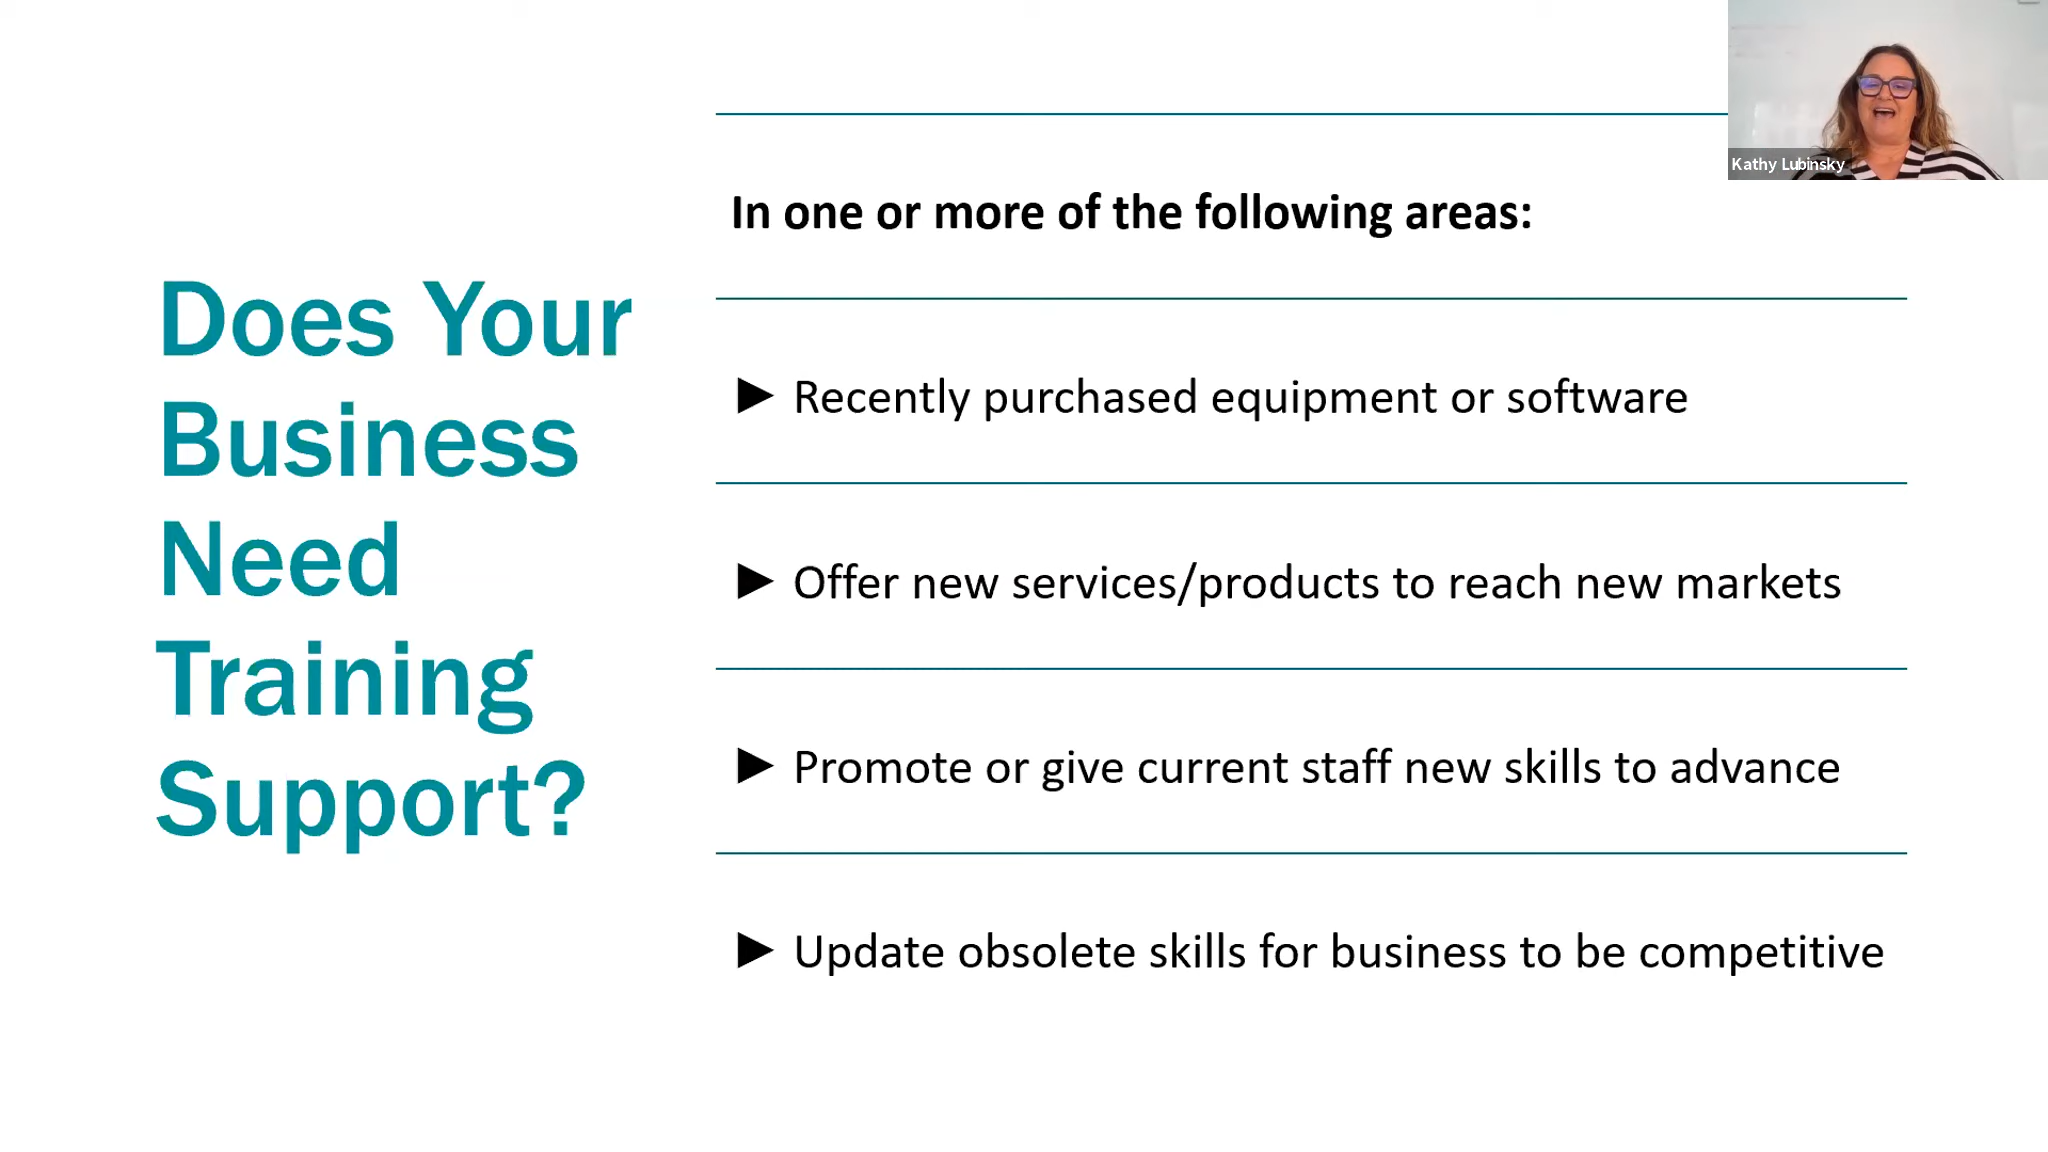 Does Your
Business
Need
Training
Support?
In one or more of the following areas:
► Recently purchased equipment or software
► Offer new services/products to reach new markets
► Promote or give current staff new skills to advance
► Update obsolete skills for business to be competitive
Kathy Lubinsky